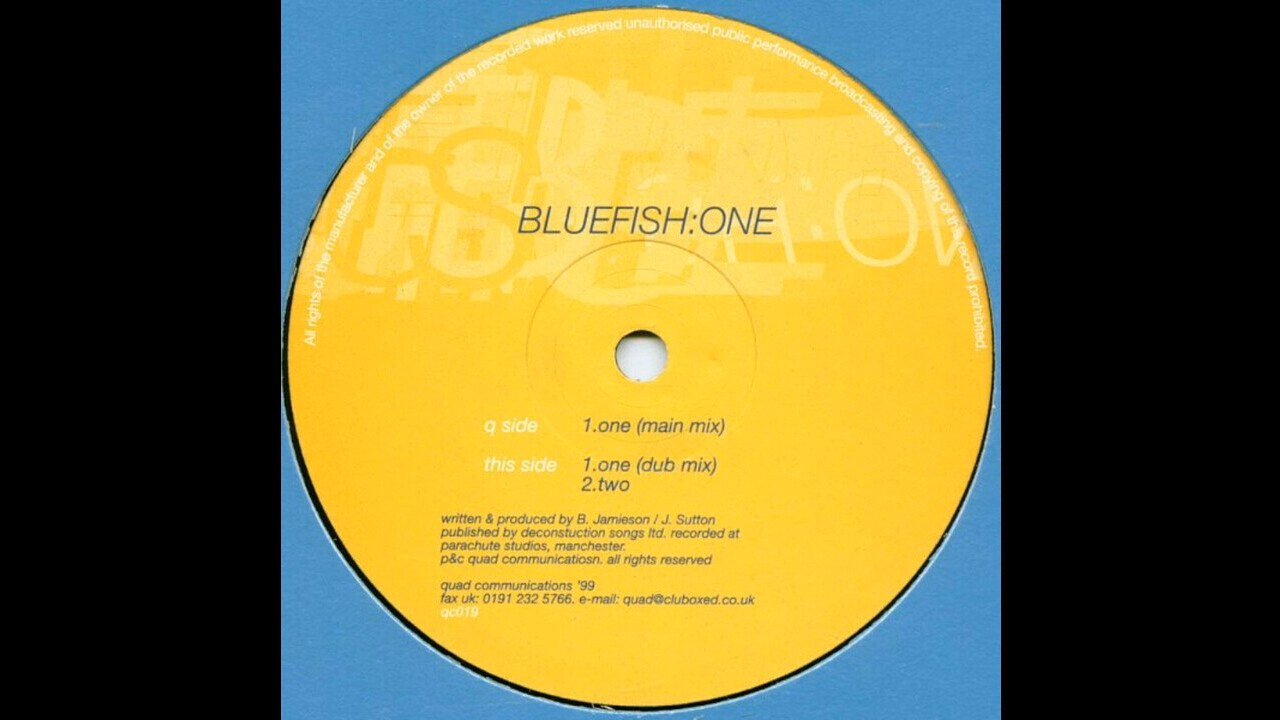 All rights of the manufacturer and of the owner of the recorded work reserved unauthorised public performance broadcasting and copying of this record prohibited.
BLUEFISH:ONE
q side 1.one (main mix)
this side 1.one (dub mix)
2.two
written & produced by B. Jamieson / J. Sutton
published by deconstuction songs ltd. recorded at
parachute studios, manchester.
p&c quad communicatiosn. all rights reserved
quad communications '99
fax uk: 0191 232 5766. e-mail: quad@cluboxed.co.uk
qc019